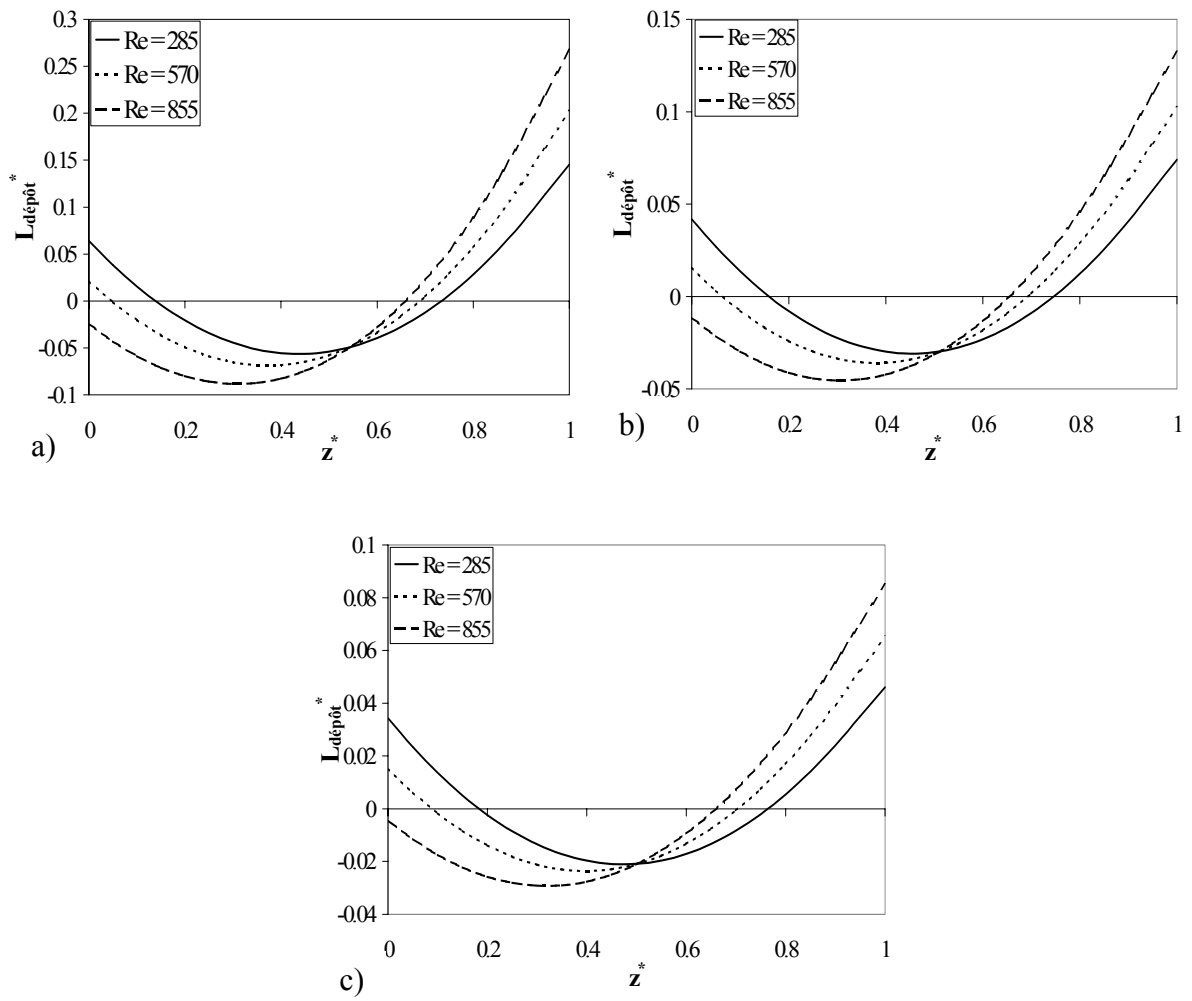 0.3
Re=285
Re=570
Re=855
0.25
0.2
0.15
0.1
0.05
0
-0.05
-0.1
L dépôt *
0 0.2 0.4 0.6 0.8 1
z*
a)
0.15
Re=285
Re=570
Re=855
0.1
0.05
0
-0.05
L dépôt *
0 0.2 0.4 0.6 0.8 1
z*
b)
0.1
Re=285
Re=570
Re=855
0.08
0.06
0.04
0.02
0
-0.02
-0.04
L dépôt *
0 0.2 0.4 0.6 0.8 1
z*
c)